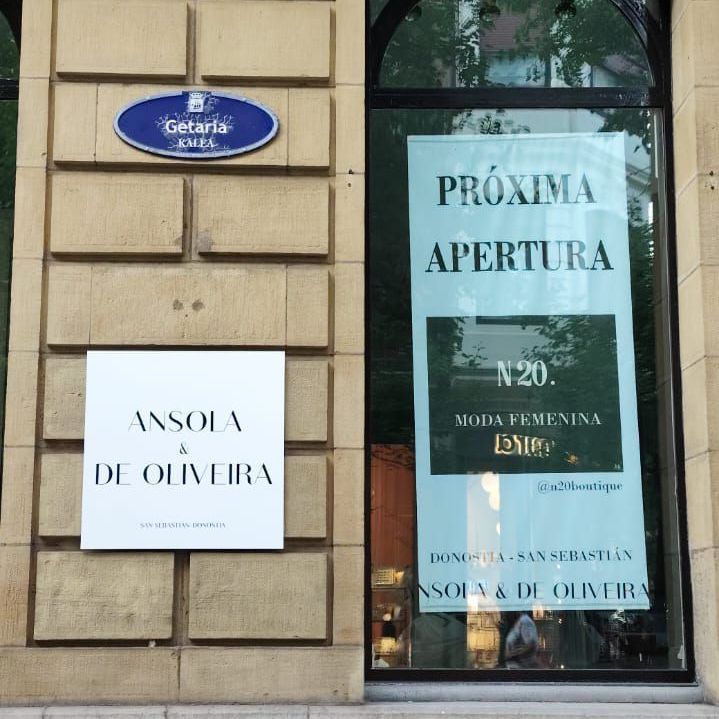 Getaria
KALEA
ANSOLA
&
DE OLIVEIRA
SAN SEBASTIÁN-DONOSTIA
PRÓXIMA
APERTURA
N 20.
MODA FEMENINA
@n20boutique
DONOSTIA - SAN SEBASTIÁN
ANSOLA & DE OLIVEIRA